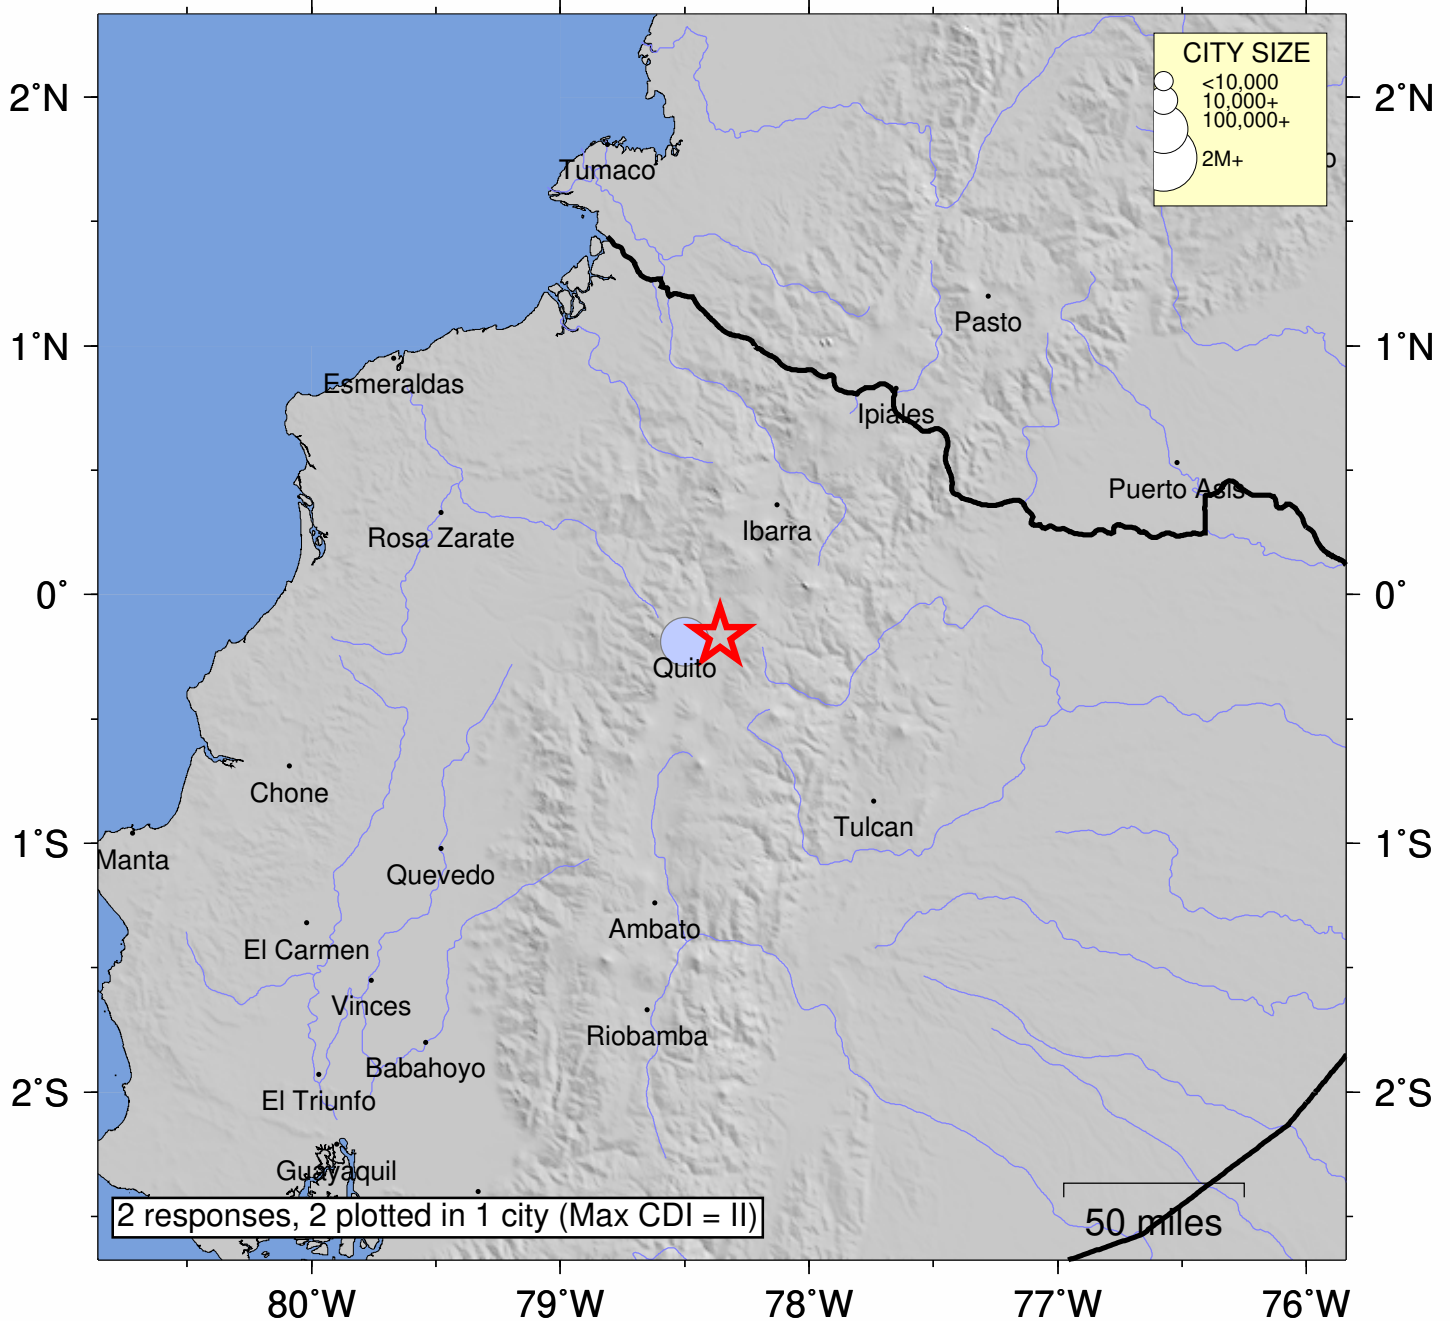 CITY SIZE
<10,000
10,000+
100,000+
2M+
o
2˚N
2˚N
Tumaco
Pasto
1˚N
1˚N
Esmeraldas
Ipiales
Puerto Asis
Rosa Zarate
Ibarra
0˚
0˚
Quito
Chone
Tulcan
1˚S
1˚S
Manta
Quevedo
Ambato
El Carmen
Vinces
Riobamba
Babahoyo
2˚S
2˚S
El Triunfo
Guayaquil
2 responses, 2 plotted in 1 city (Max CDI = II)
50 miles
80˚W
79˚W
78˚W
77˚W
76˚W